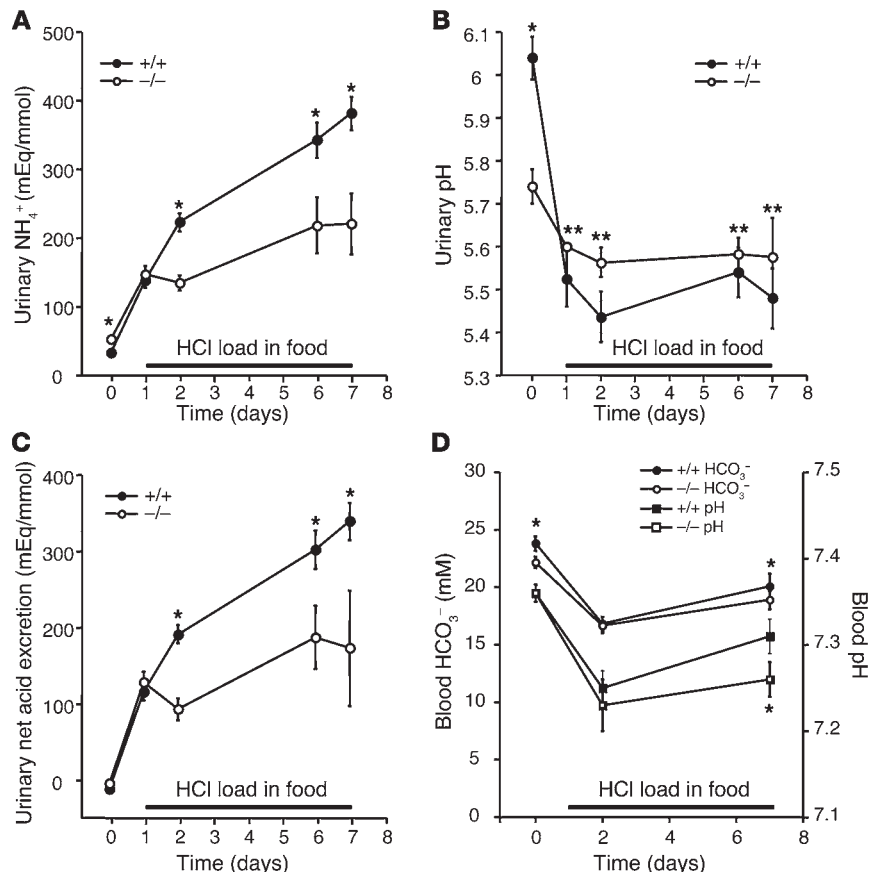 A
Urinary NH₄⁺ (mEq/mmol)
500
400
300
200
100
0
+/+
–/–
*
*
*
*
HCl load in food
0 1 2 3 4 5 6 7 8
Time (days)
B
Urinary pH
6.1
6
5.9
5.8
5.7
5.6
5.5
5.4
5.3
+/+
–/–
*
**
**
**
**
HCl load in food
0 1 2 3 4 5 6 7 8
Time (days)
C
Urinary net acid excretion (mEq/mmol)
400
300
200
100
0
+/+
–/–
*
*
*
HCl load in food
0 1 2 3 4 5 6 7 8
Time (days)
D
Blood HCO₃⁻ (mM)
30
25
20
15
10
5
0
+/+ HCO₃⁻
–/– HCO₃⁻
+/+ pH
–/– pH
*
*
*
HCl load in food
0 2 4 6 8
Time (days)
7.5
7.4
7.3
7.2
7.1
Blood pH